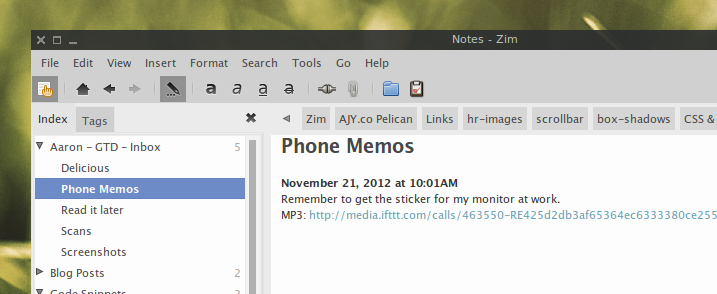 Notes - Zim
File Edit View Insert Format Search Tools Go Help
a a a a
Index Tags
Zim AJY.co Pelican Links hr-images scrollbar box-shadows CSS &
Aaron - GTD - Inbox 5
Delicious
Phone Memos
Read it later
Scans
Screenshots
Blog Posts 2
Code Snippets 2
Phone Memos
November 21, 2012 at 10:01AM
Remember to get the sticker for my monitor at work.
MP3: http://media.ifttt.com/calls/463550-RE425d2db3af65364ec6333380ce255